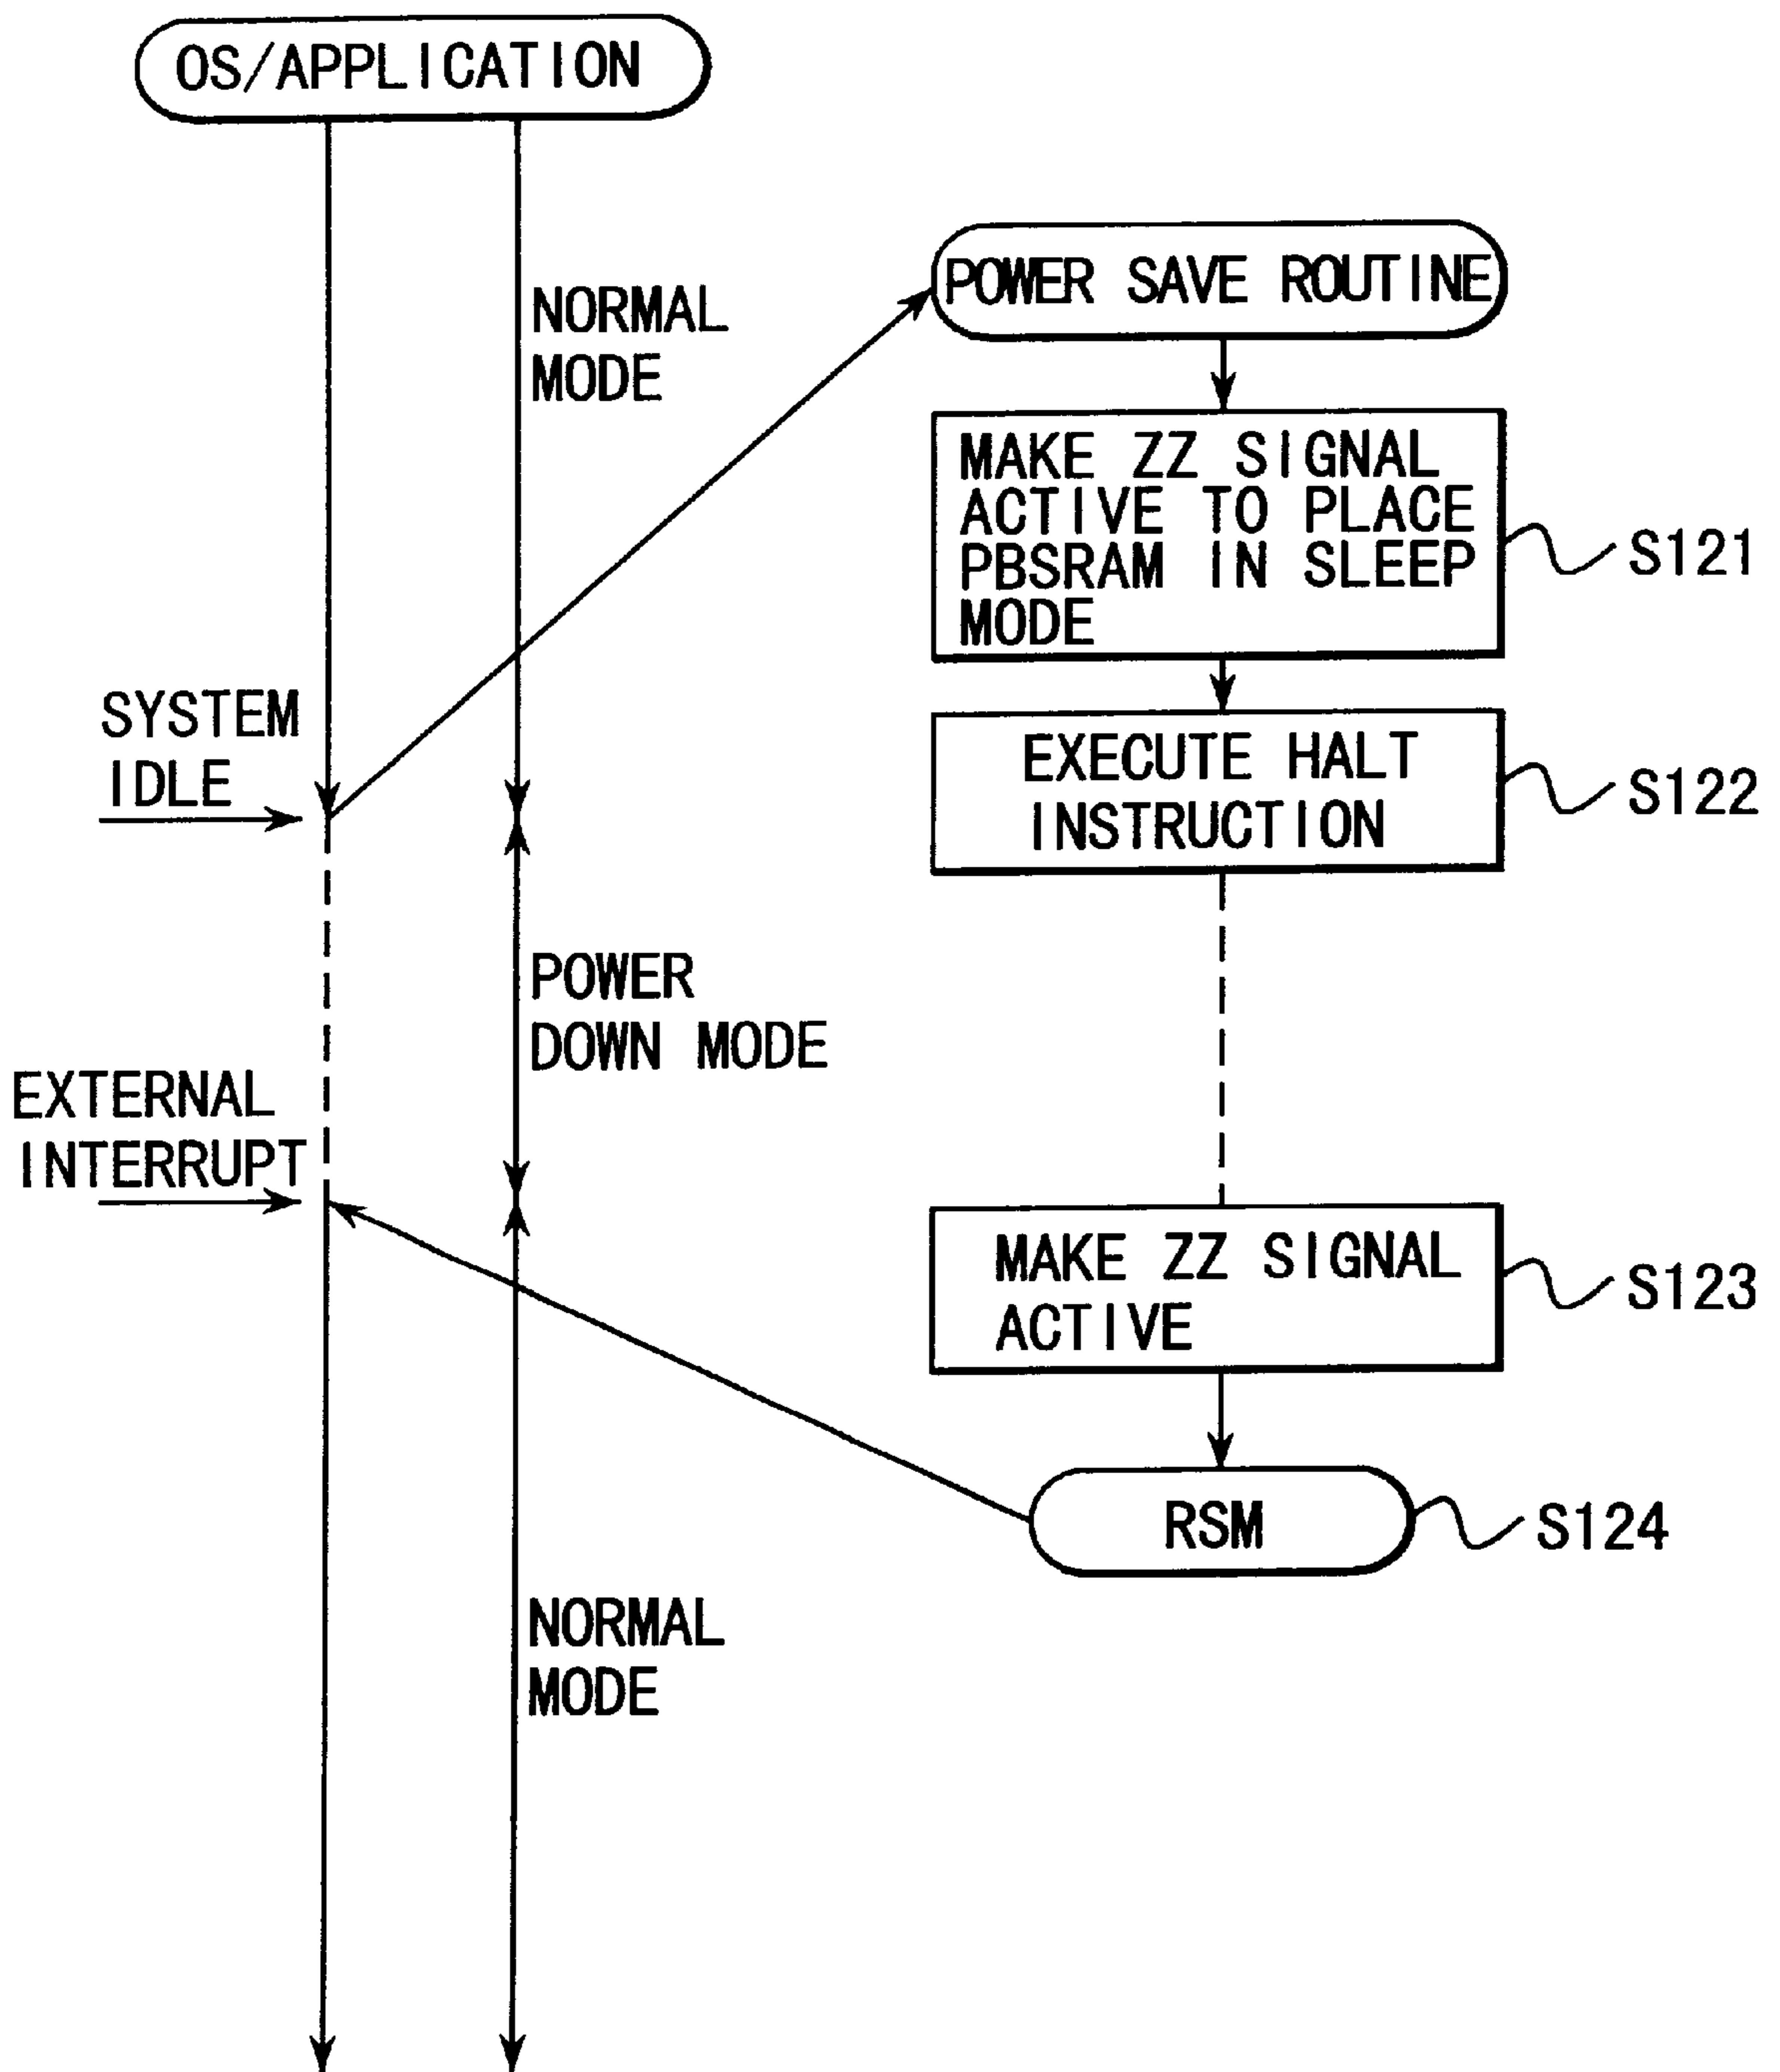 OS/APPLICATION
NORMAL
MODE
POWER SAVE ROUTINE
MAKE ZZ SIGNAL
ACTIVE TO PLACE
PBSRAM IN SLEEP
MODE
S121
SYSTEM
IDLE
EXECUTE HALT
INSTRUCTION
S122
POWER
DOWN MODE
EXTERNAL
INTERRUPT
MAKE ZZ SIGNAL
ACTIVE
S123
RSM
S124
NORMAL
MODE